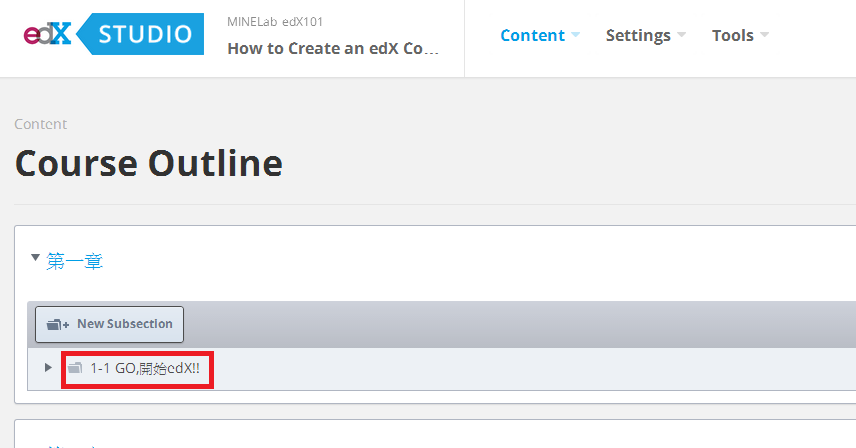 edX STUDIO
MINELab edX101
How to Create an edX Co...
Content Settings Tools
Content
Course Outline
第一章
New Subsection
1-1 GO,開始edX!!